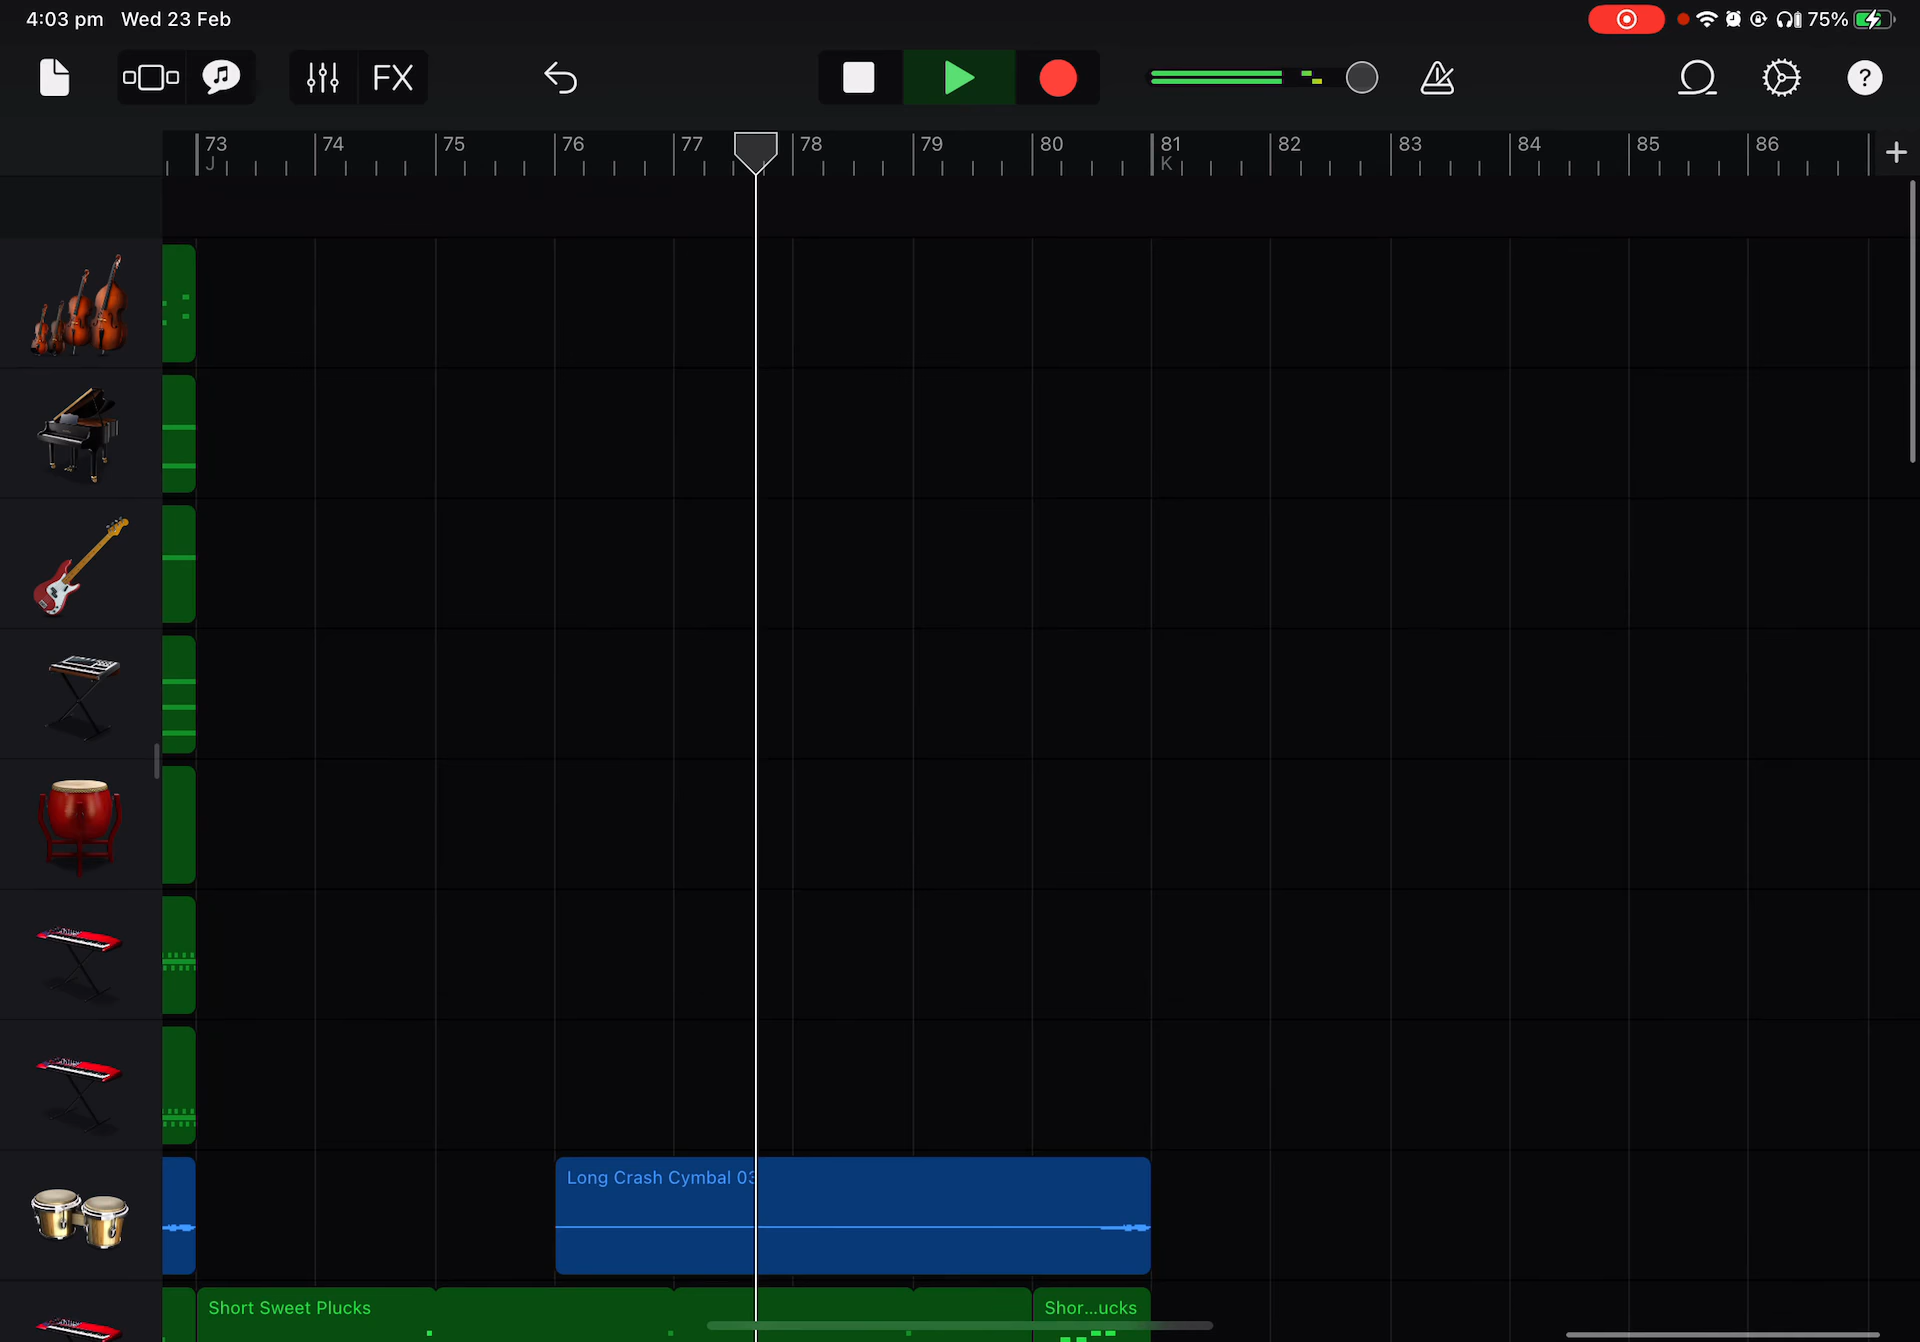 4:03 pm Wed 23 Feb
75%
FX
?
73 74 75 76 77 78 79 80 81 82 83 84 85 86
J K
Long Crash Cymbal 03
Short Sweet Plucks Shor...ucks